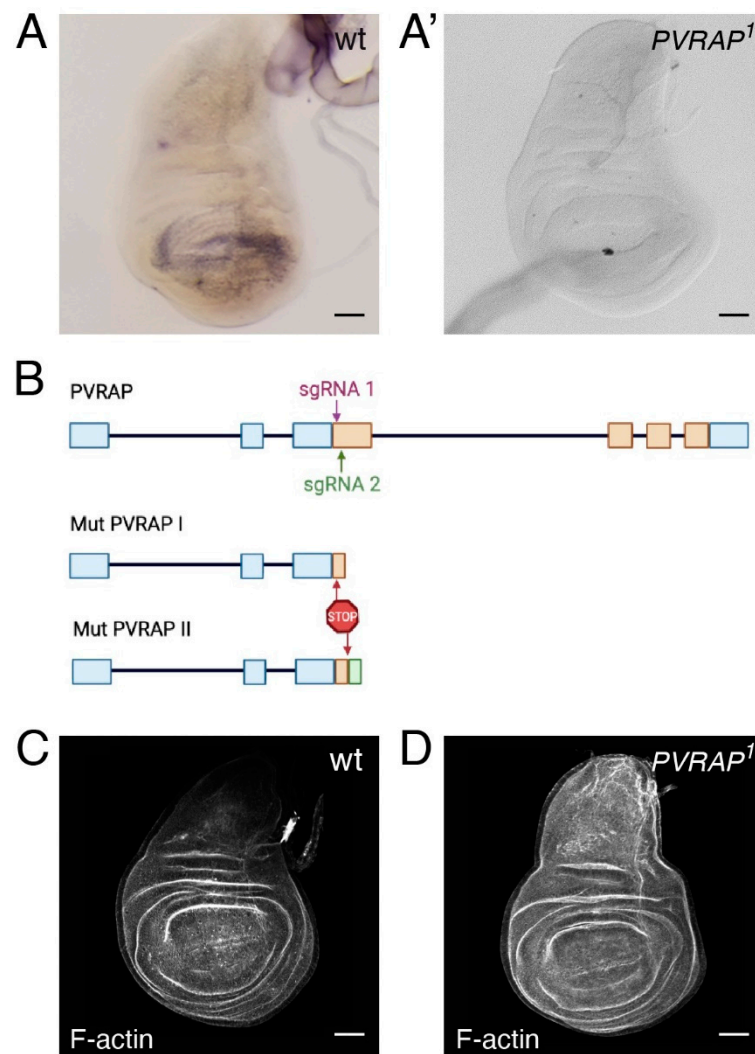 A
wt
A'
PVRAP1
B
PVRAP
sgRNA 1
sgRNA 2
Mut PVRAP I
STOP
Mut PVRAP II
C
wt
F-actin
D
PVRAP1
F-actin